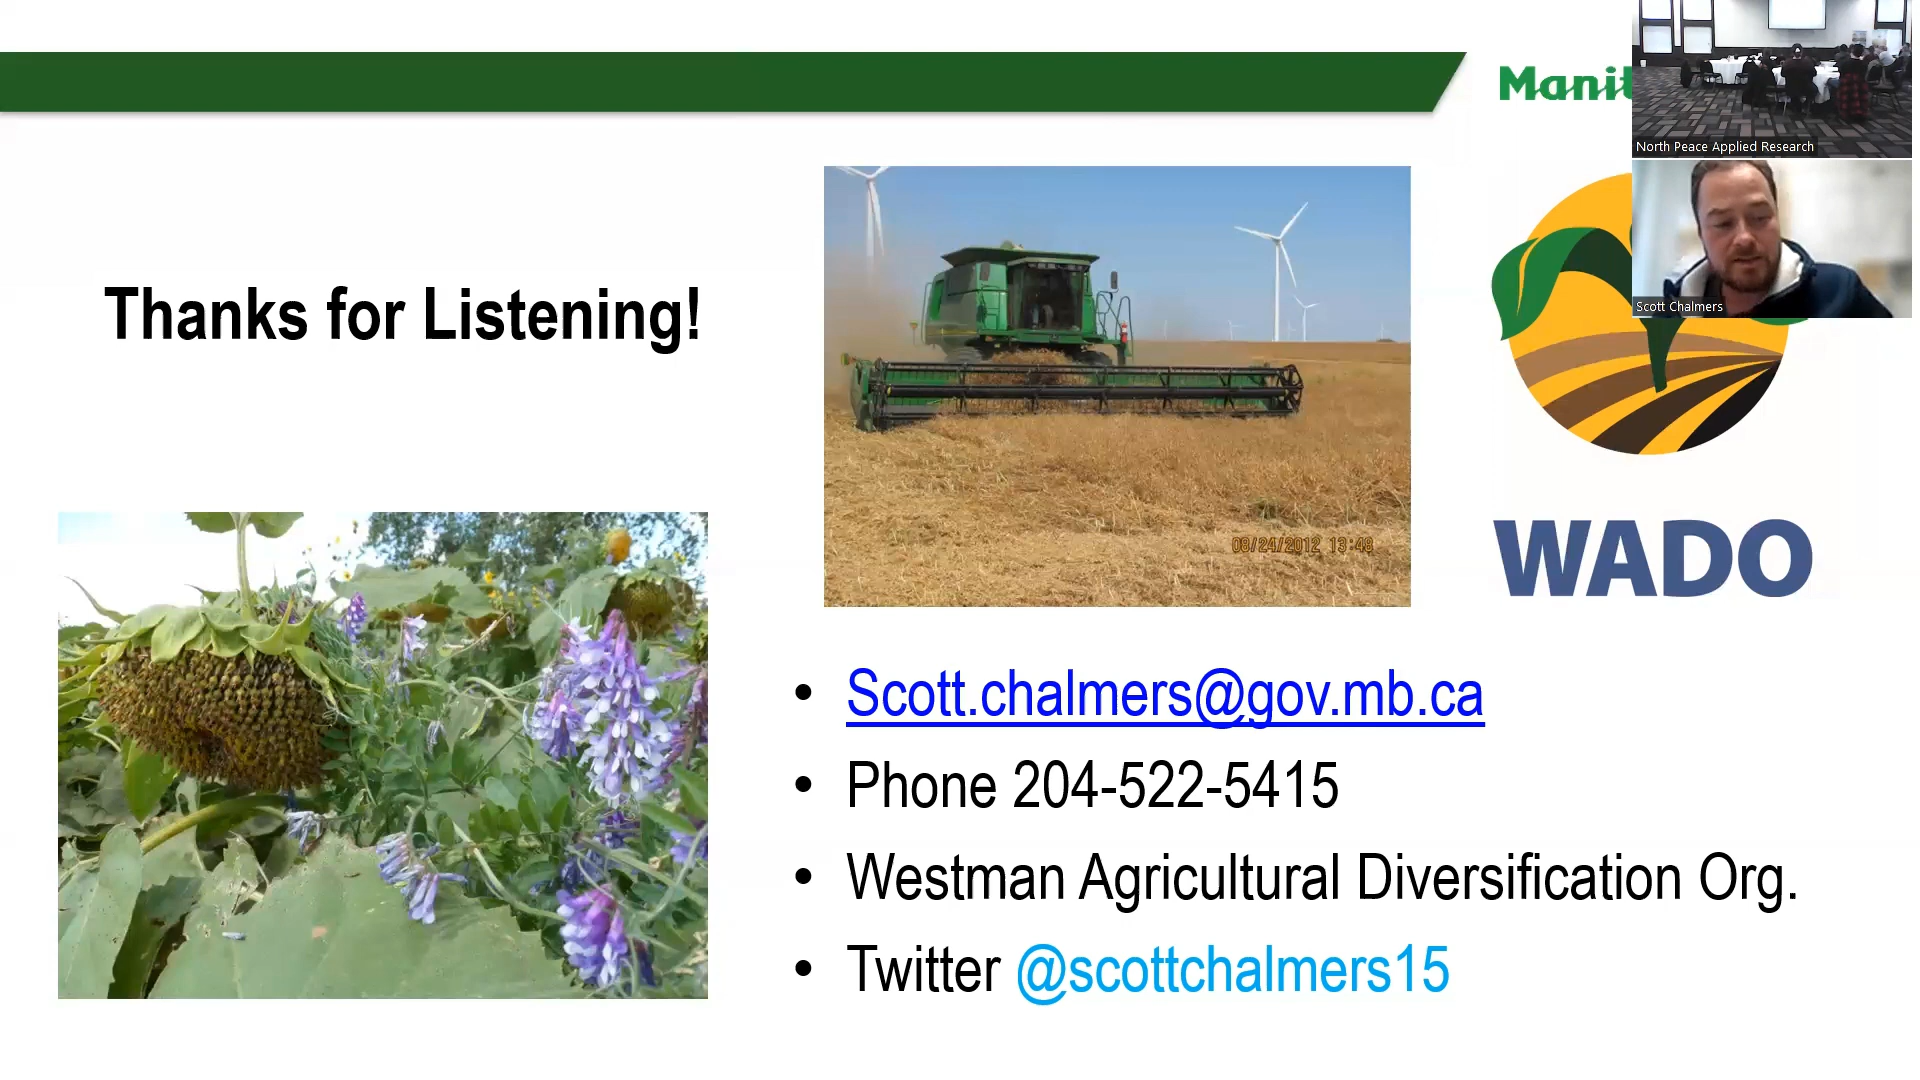 Manit
North Peace Applied Research
Scott Chalmers
Thanks for Listening!
08/24/2012 13:48
WADO
• Scott.chalmers@gov.mb.ca
• Phone 204-522-5415
• Westman Agricultural Diversification Org.
• Twitter @scottchalmers15